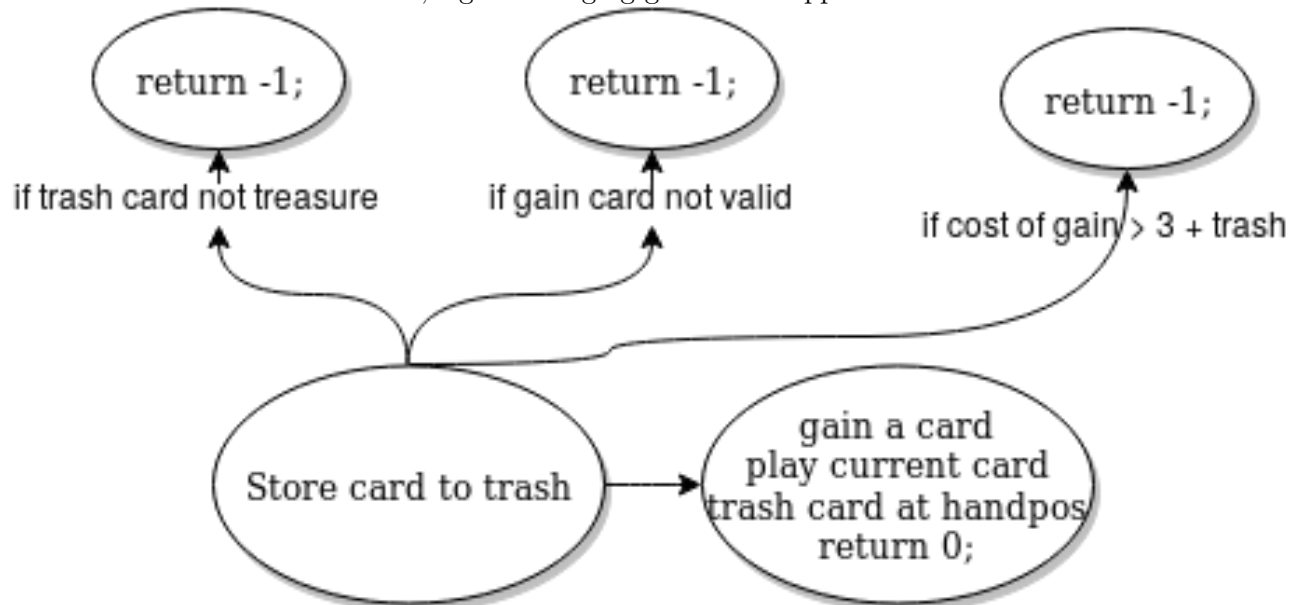 return -1;
return -1;
return -1;
if trash card not treasure
if gain card not valid
if cost of gain > 3 + trash
Store card to trash
gain a card
play current card
trash card at handpos
return 0;